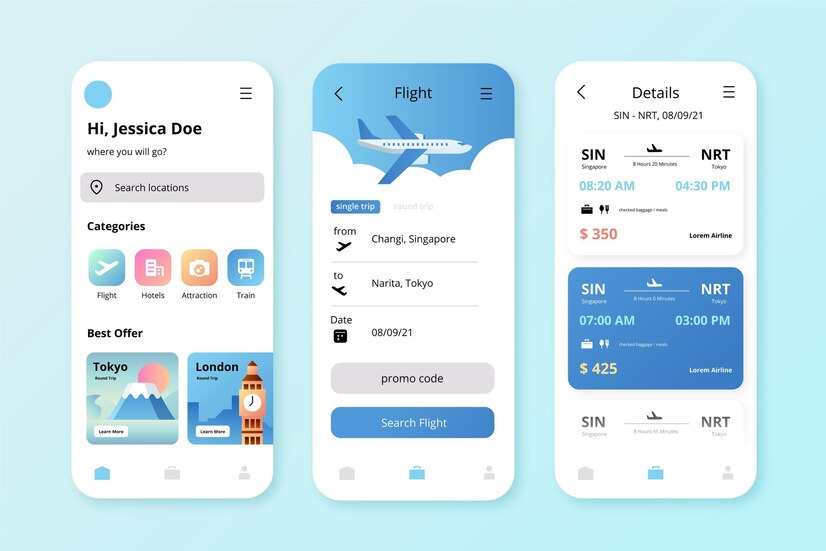 Hi, Jessica Doe
where you will go?
Search locations
Categories
Flight
Hotels
Attraction
Train
Best Offer
Tokyo
Round Trip
Learn More
London
Round Trip
Learn More
Flight
single trip
round trip
from
Changi, Singapore
to
Narita, Tokyo
Date
08/09/21
promo code
Search Flight
Details
SIN - NRT, 08/09/21
SIN NRT
Singapore 8 Hours 20 Minutes Tokyo
08:20 AM 04:30 PM
checked baggage / meals
$ 350 Lorem Airline
SIN NRT
Singapore 8 Hours 0 Minutes Tokyo
07:00 AM 03:00 PM
checked baggage / meals
$ 425 Lorem Airline
SIN NRT
Singapore 8 Hours 45 Minutes Tokyo